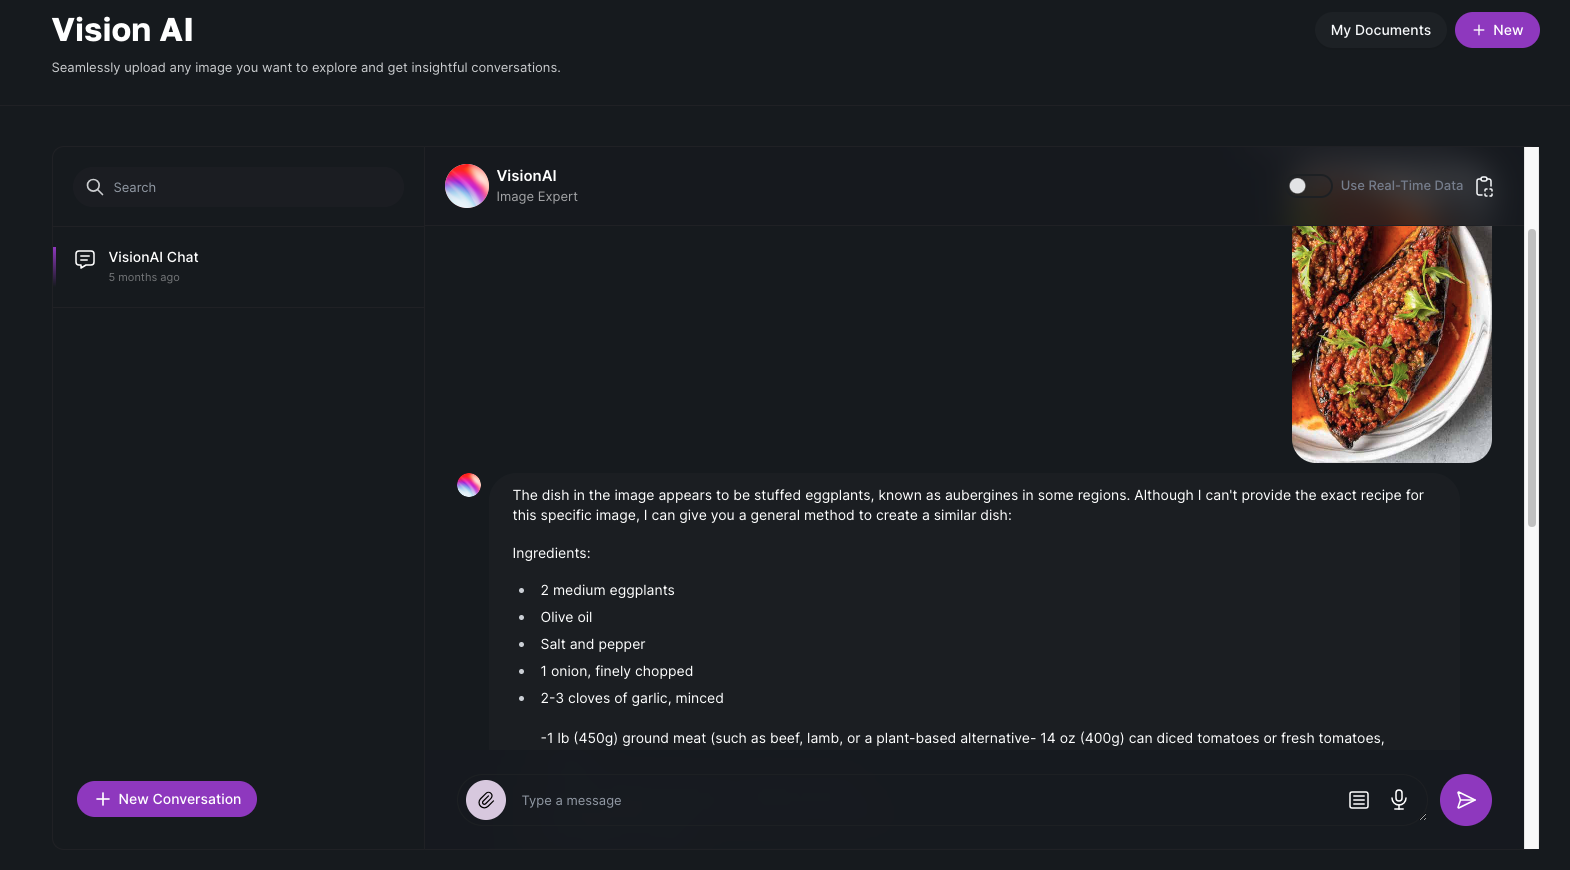 Vision AI
Seamlessly upload any image you want to explore and get insightful conversations.
My Documents
New
Search
VisionAI Chat
5 months ago
New Conversation
VisionAI
Image Expert
Use Real-Time Data
The dish in the image appears to be stuffed eggplants, known as aubergines in some regions. Although I can't provide the exact recipe for
this specific image, I can give you a general method to create a similar dish:
Ingredients:
2 medium eggplants
Olive oil
Salt and pepper
1 onion, finely chopped
2-3 cloves of garlic, minced
-1 lb (450g) ground meat (such as beef, lamb, or a plant-based alternative- 14 oz (400g) can diced tomatoes or fresh tomatoes,
Type a message